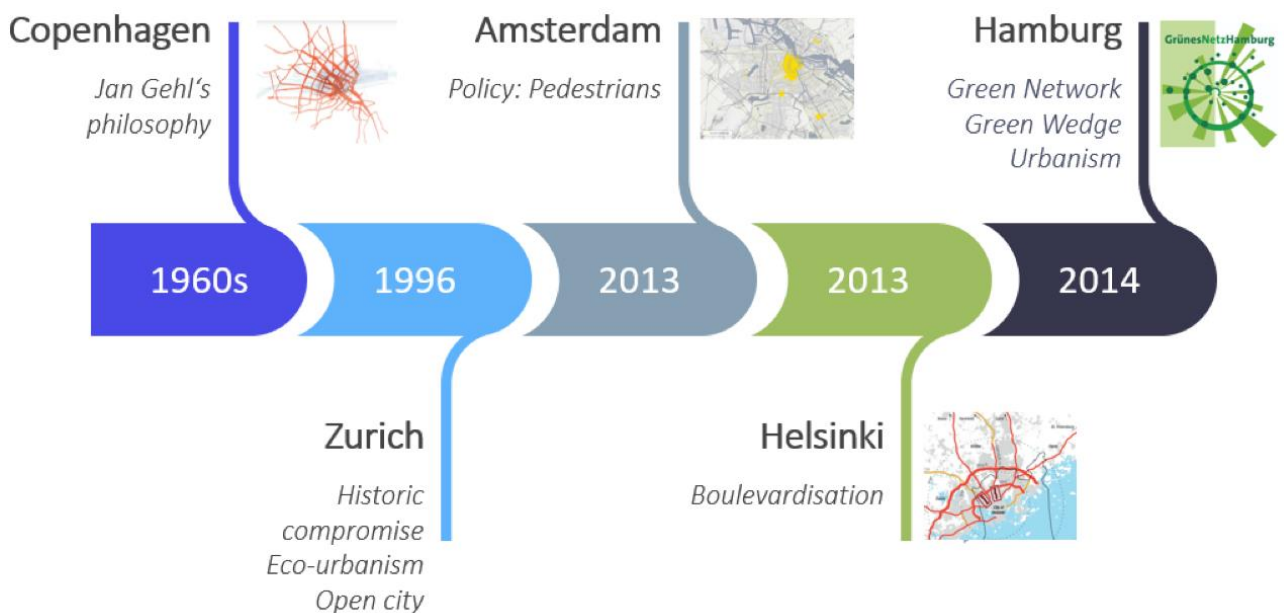 Copenhagen
Jan Gehl‘s
philosophy
Amsterdam
Policy: Pedestrians
Hamburg
Green Network
Green Wedge
Urbanism
GrünesNetzHamburg
1960s
1996
2013
2013
2014
Zurich
Historic
compromise
Eco-urbanism
Open city
Helsinki
Boulevardisation